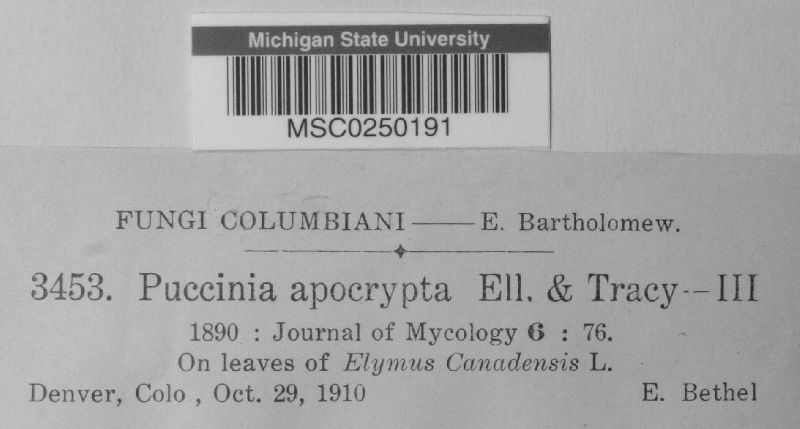 Michigan State University
MSC0250191
FUNGI COLUMBIANI — E. Bartholomew.
3453. Puccinia apocrypta Ell. & Tracy--III
1890 : Journal of Mycology 6 : 76.
On leaves of Elymus Canadensis L.
Denver, Colo , Oct. 29, 1910 E. Bethel